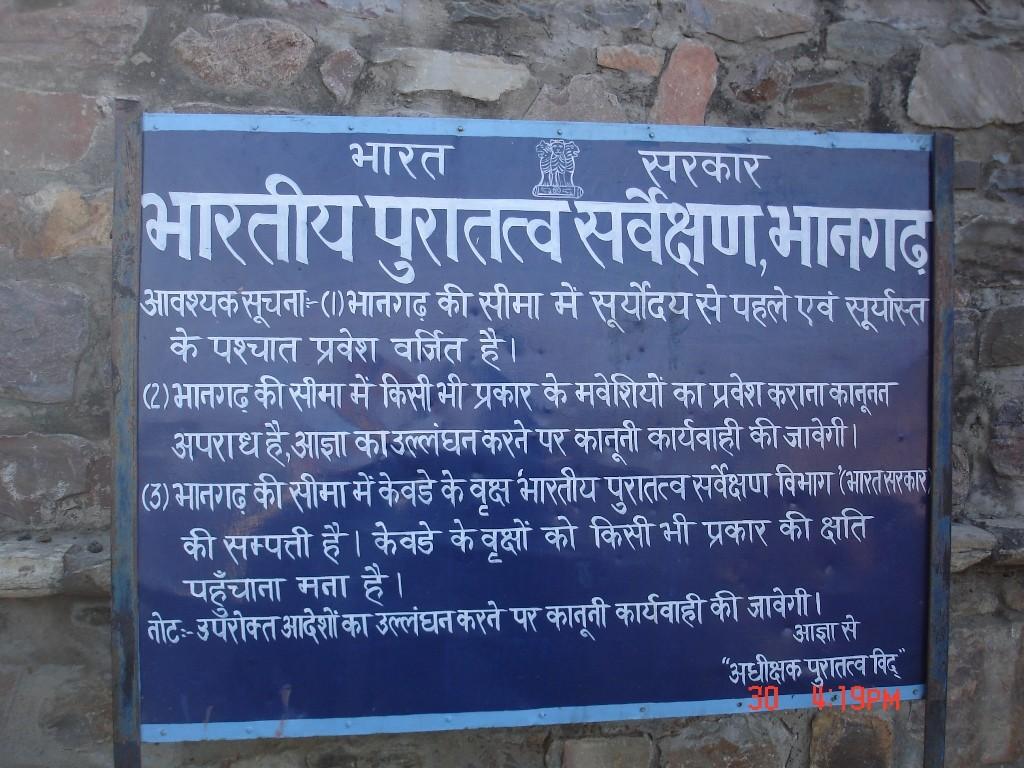 भारत सरकार
भारतीय पुरातत्व सर्वेक्षण, भानगढ़
आवश्यक सूचना:- (1) भानगढ़ की सीमा में सूर्योदय से पहले एवं सूर्यास्त
के पश्चात प्रवेश वर्जित है।
(2) भानगढ़ की सीमा में किसी भी प्रकार के मवेशियों का प्रवेश कराना कानूनन
अपराध है, आज्ञा का उल्लंघन करने पर कानूनी कार्यवाही की जावेगी।
(3) भानगढ़ की सीमा में केवडे के वृक्ष 'भारतीय पुरातत्व सर्वेक्षण विभाग' (भारत सरकार)
की सम्पत्ती है। केवडे के वृक्षों को किसी भी प्रकार की क्षति
पहुँचाना मना है।
नोट:- उपरोक्त आदेशों का उल्लंघन करने पर कानूनी कार्यवाही की जावेगी।
आज्ञा से
"अधीक्षक पुरातत्व विद्"
30 4:19PM